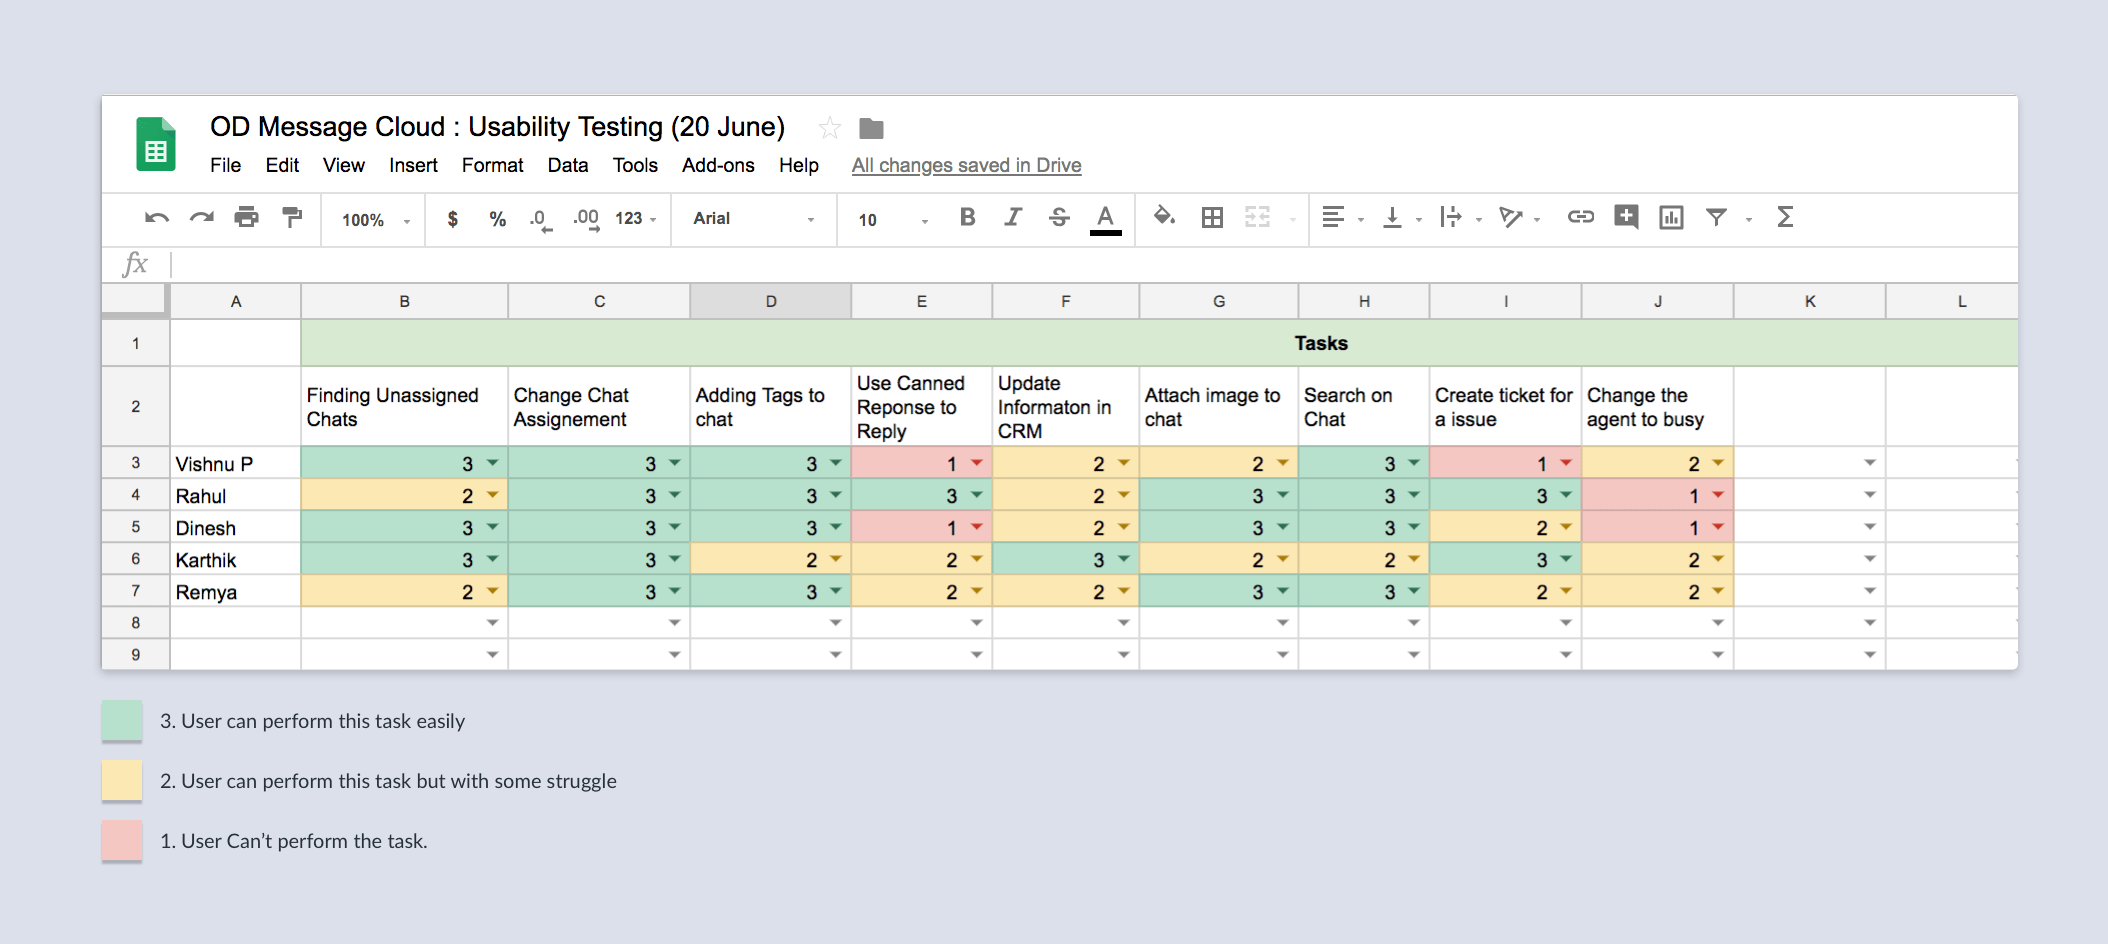 OD Message Cloud : Usability Testing (20 June)
File Edit View Insert Format Data Tools Add-ons Help All changes saved in Drive
100% $ % .0 .00 123 Arial 10 B I S A Σ
fx
A B C D E F G H I J K L
1 Tasks
2 Finding Unassigned Chats Change Chat Assignement Adding Tags to chat Use Canned Reponse to Reply Update Informaton in CRM Attach image to chat Search on Chat Create ticket for a issue Change the agent to busy
3 Vishnu P 3 3 3 1 2 2 3 1 2
4 Rahul 2 3 3 3 2 3 3 3 1
5 Dinesh 3 3 3 1 2 3 3 2 1
6 Karthik 3 3 2 2 3 2 2 3 2
7 Remya 2 3 3 2 2 3 3 2 2
8
9
3. User can perform this task easily
2. User can perform this task but with some struggle
1. User Can’t perform the task.